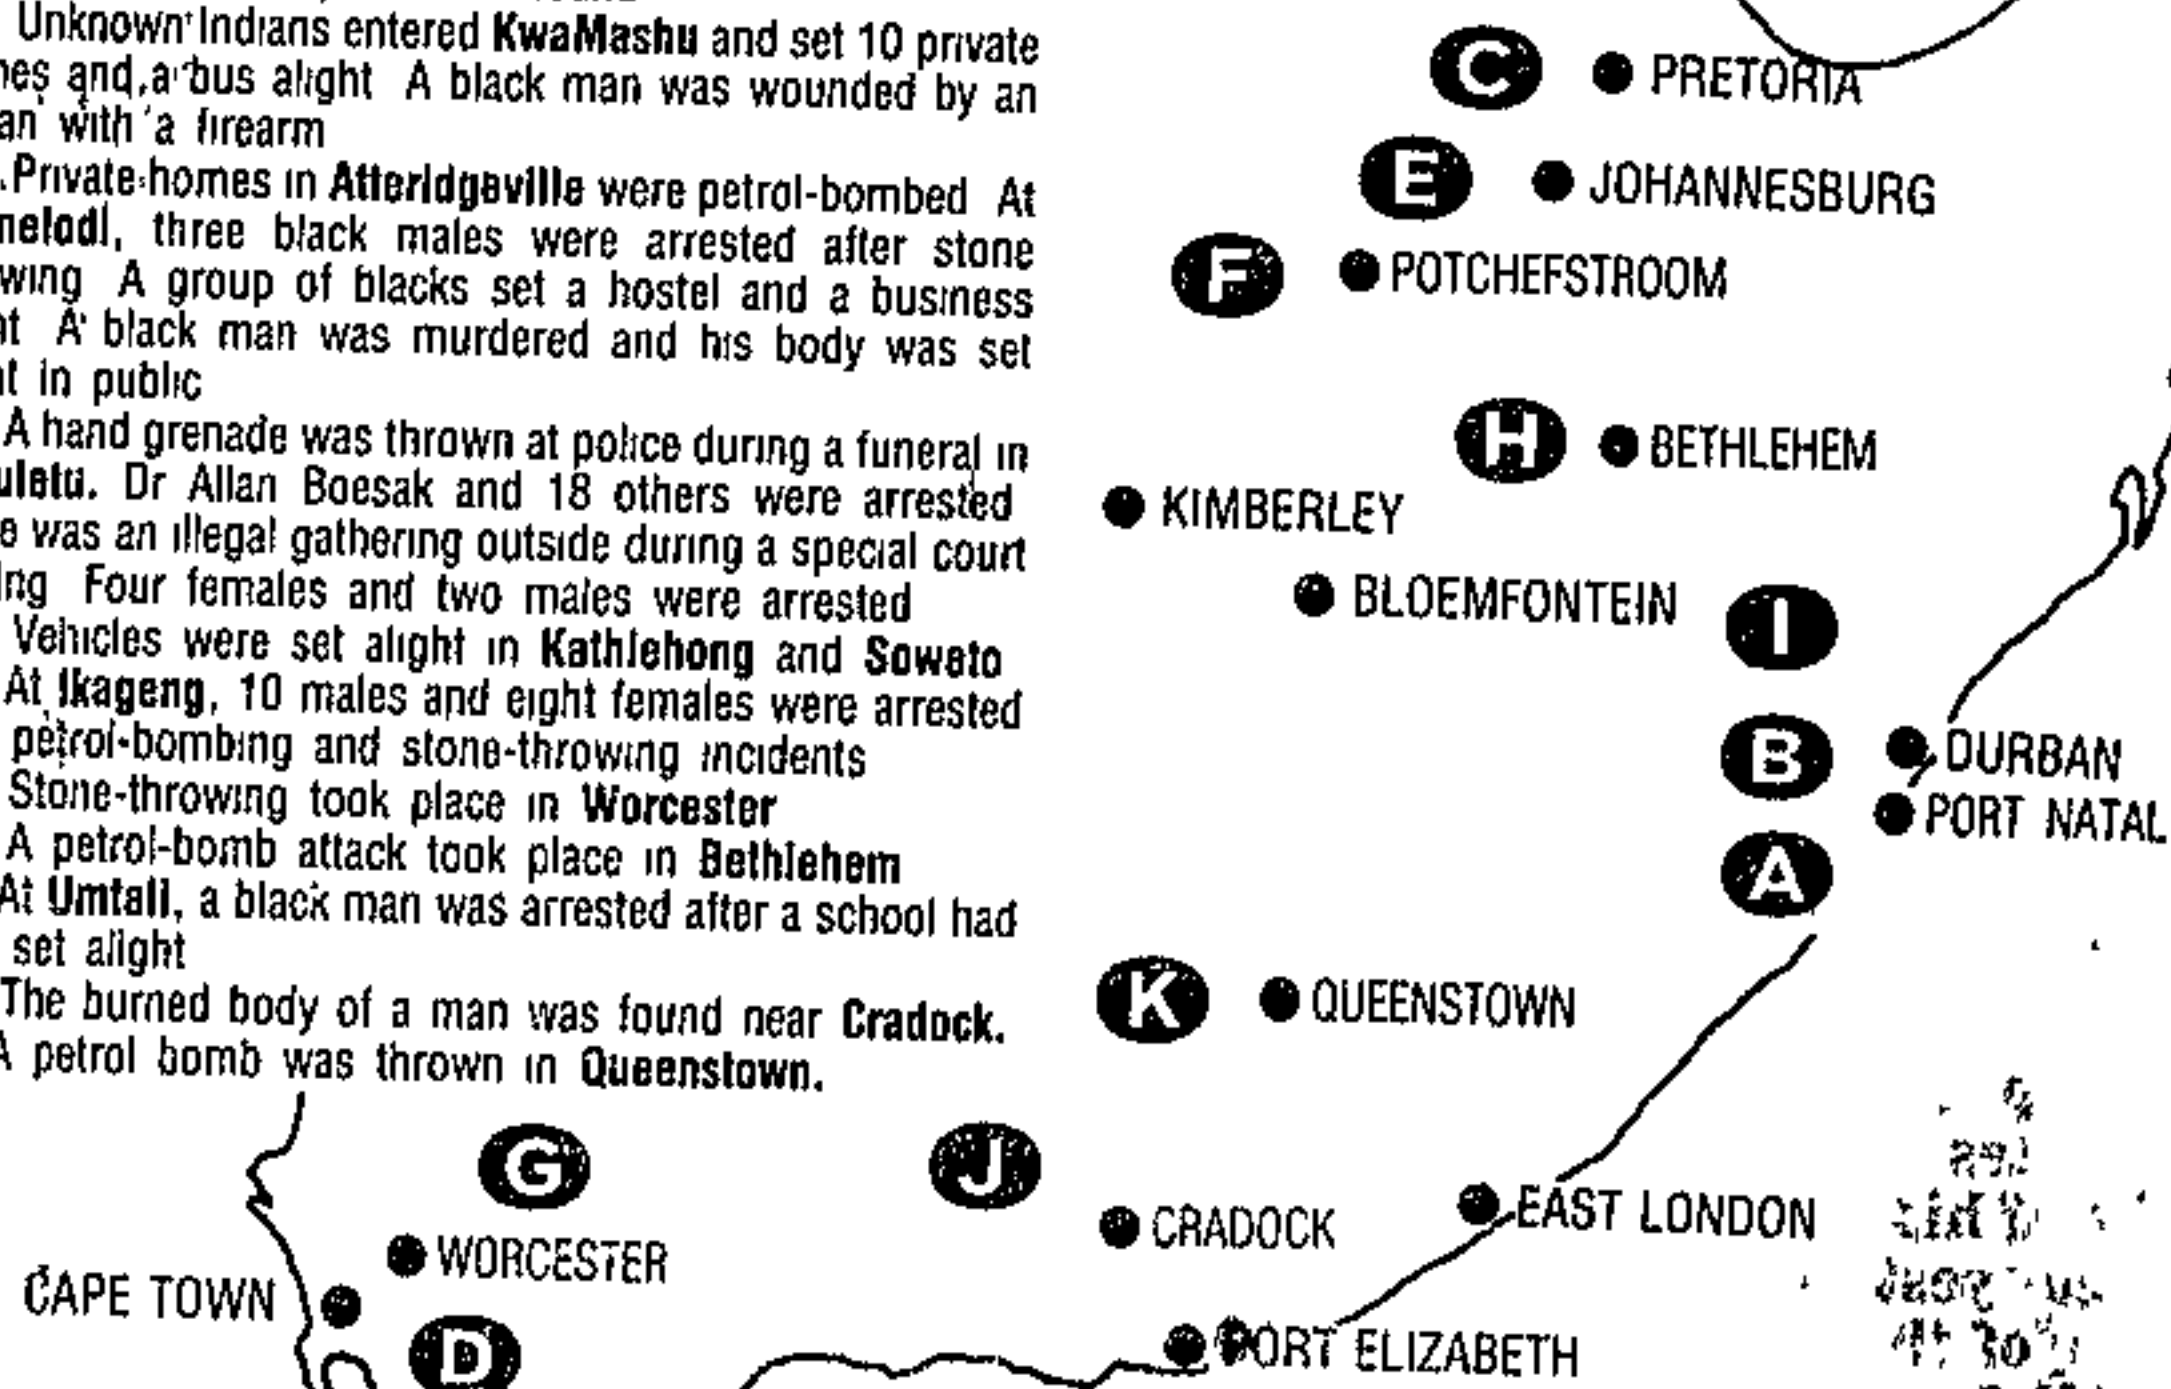 Unknown Indians entered KwaMashu and set 10 private
and a bus alight A black man was wounded by an
with a firearm
Private homes in Atteridgeville were petrol-bombed At
melodi, three black males were arrested after stone
wing A group of blacks set a hostel and a business
A black man was murdered and his body was set
in public
A hand grenade was thrown at police during a funeral in
uletu. Dr Allan Boesak and 18 others were arrested
e was an illegal gathering outside during a special court
ing Four females and two males were arrested
Vehicles were set alight in Kathlehong and Soweto
At Ikageng, 10 males and eight females were arrested
petrol-bombing and stone-throwing incidents
Stone-throwing took place in Worcester
A petrol-bomb attack took place in Bethlehem
At Umtali, a black man was arrested after a school had
set alight
The burned body of a man was found near Cradock.
A petrol bomb was thrown in Queenstown.
C PRETORIA
E JOHANNESBURG
F POTCHEFSTROOM
H BETHLEHEM
KIMBERLEY
BLOEMFONTEIN
I
B DURBAN
PORT NATAL
A
K QUEENSTOWN
G
J
EAST LONDON
CRADOCK
WORCESTER
CAPE TOWN
D
PORT ELIZABETH